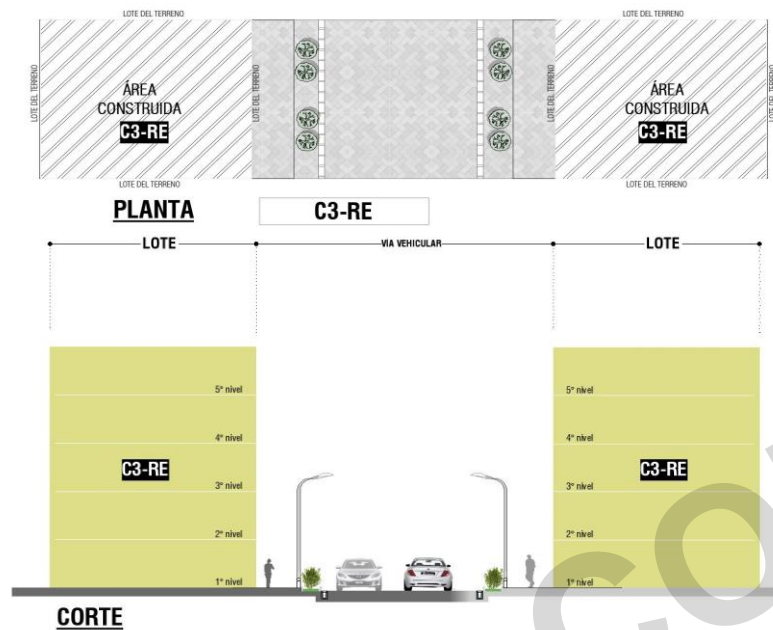 LOTE DEL TERRENO
LOTE DEL TERRENO
LOTE DEL TERRENO
LOTE DEL TERRENO
LOTE DEL TERRENO
LOTE DEL TERRENO
ÁREA
CONSTRUIDA
C3-RE
ÁREA
CONSTRUIDA
C3-RE
LOTE DEL TERRENO
LOTE DEL TERRENO
PLANTA
C3-RE
LOTE
VIA VEHICULAR
LOTE
5° nivel
5° nivel
4° nivel
4° nivel
C3-RE
C3-RE
3° nivel
3° nivel
2° nivel
2° nivel
1° nivel
1° nivel
CORTE